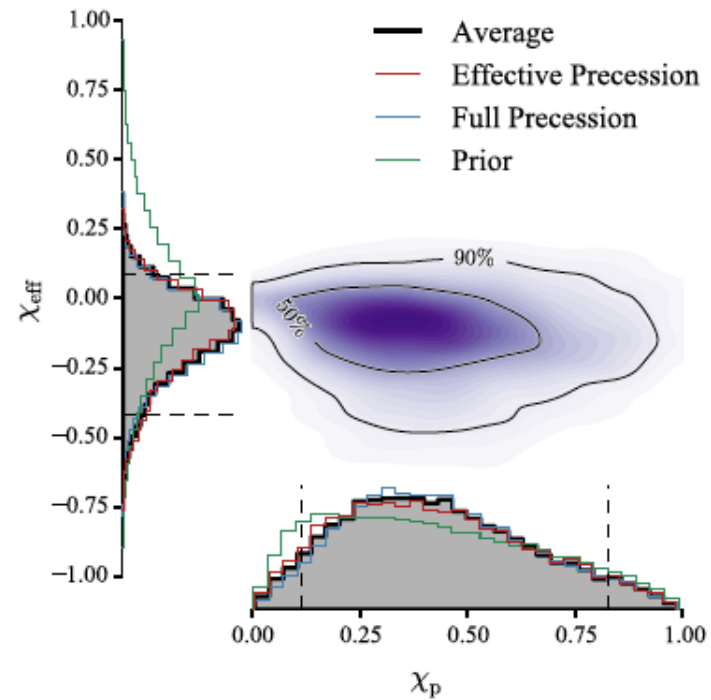 1.00
0.75
0.50
0.25
0.00
−0.25
−0.50
−0.75
−1.00
χeff
Average
Effective Precession
Full Precession
Prior
90%
50%
0.00 0.25 0.50 0.75 1.00
χp